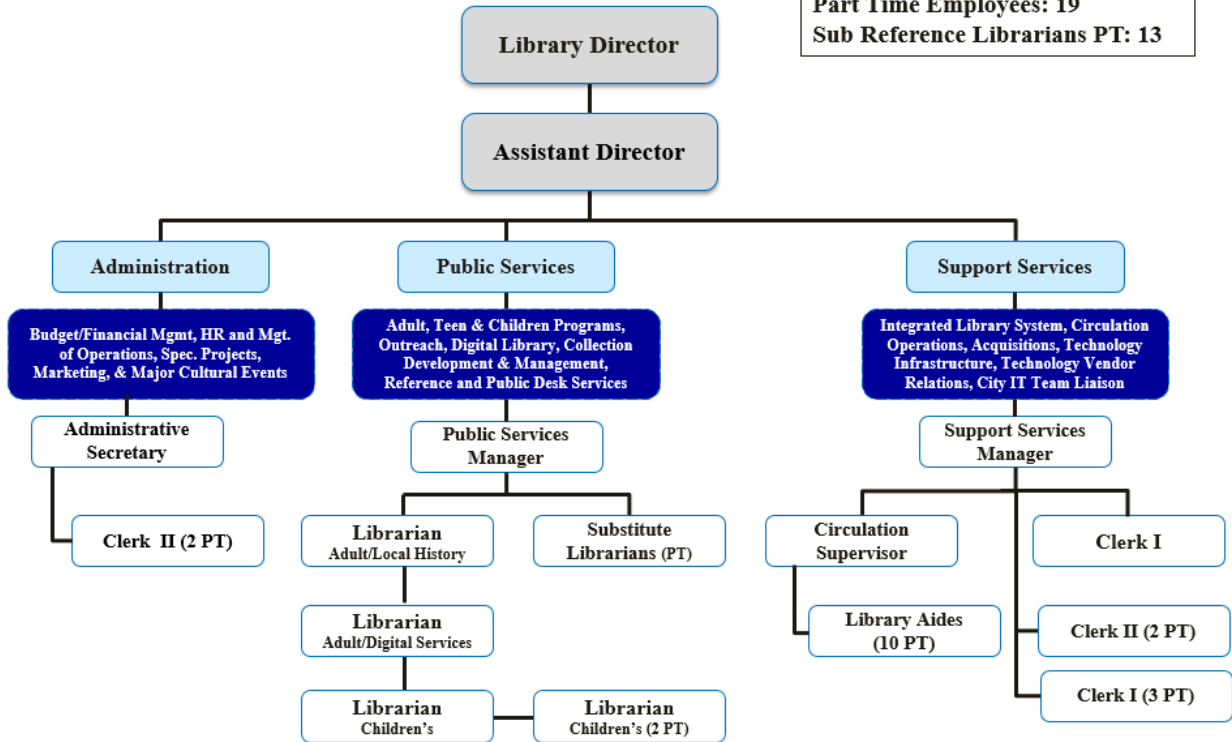 Part Time Employees: 19
Sub Reference Librarians PT: 13
Library Director
Assistant Director
Administration
Budget/Financial Mgmt, HR and Mgt.
of Operations, Spec. Projects,
Marketing, & Major Cultural Events
Administrative
Secretary
Clerk II (2 PT)
Public Services
Adult, Teen & Children Programs,
Outreach, Digital Library, Collection
Development & Management,
Reference and Public Desk Services
Public Services
Manager
Librarian
Adult/Local History
Substitute
Librarians (PT)
Librarian
Adult/Digital Services
Librarian
Children's
Librarian
Children's (2 PT)
Support Services
Integrated Library System, Circulation
Operations, Acquisitions, Technology
Infrastructure, Technology Vendor
Relations, City IT Team Liaison
Support Services
Manager
Circulation
Supervisor
Library Aides
(10 PT)
Clerk I
Clerk II (2 PT)
Clerk I (3 PT)